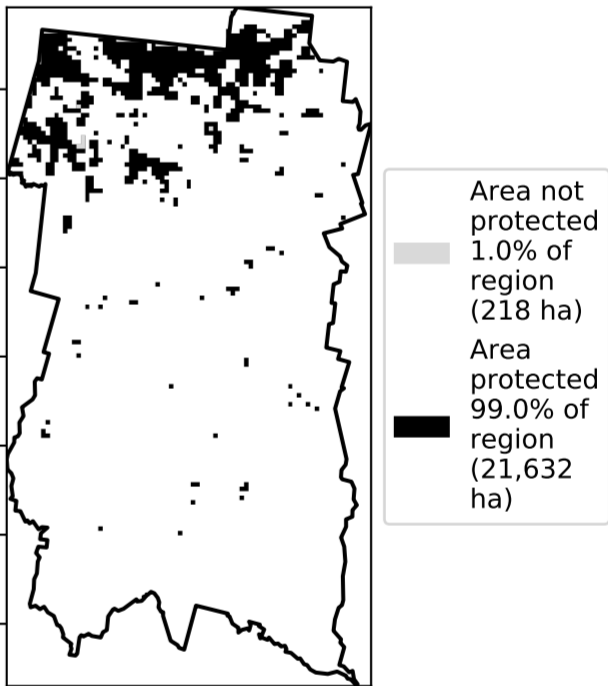 Area not
protected
1.0% of
region
(218 ha)
Area
protected
99.0% of
region
(21,632
ha)